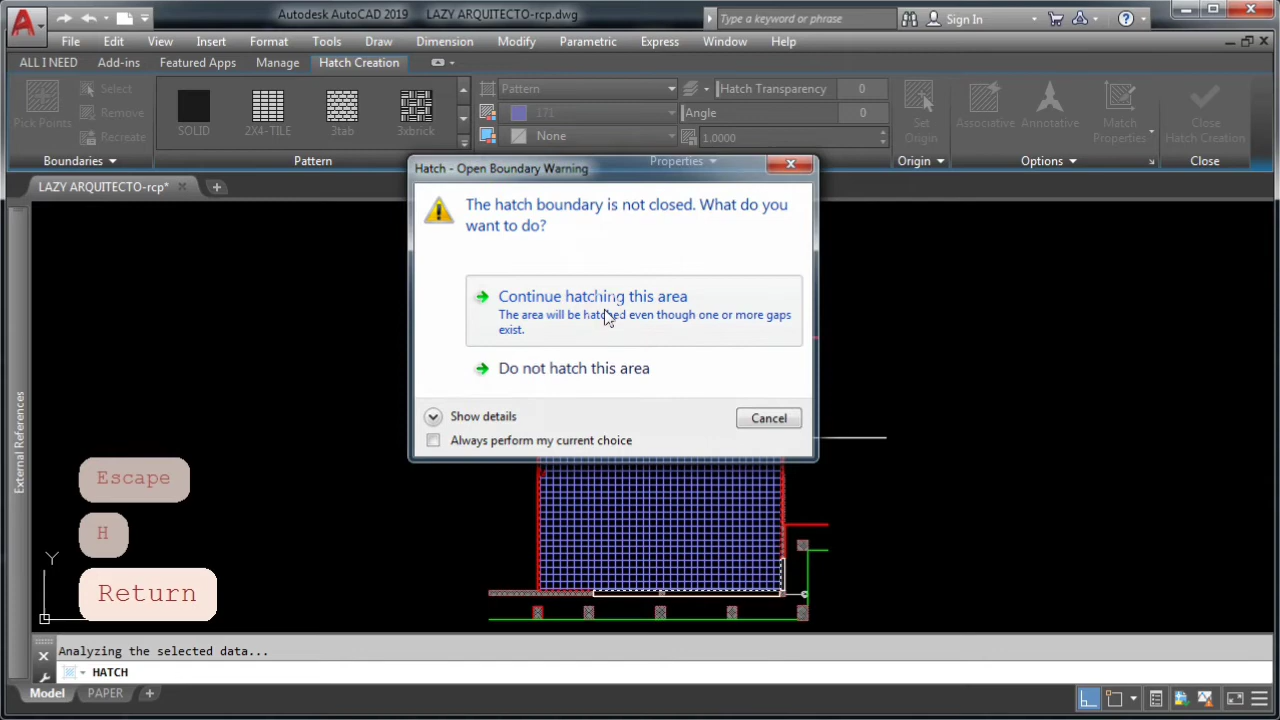 Autodesk AutoCAD 2019 LAZY ARQUITECTO-rcp.dwg
Type a keyword or phrase
Sign In
File Edit View Insert Format Tools Draw Dimension Modify Parametric Express Window Help
ALL I NEED Add-ins Featured Apps Manage Hatch Creation
Pick Points
Select
Remove
Recreate
SOLID 2X4-TILE 3tab 3xbrick
Pattern
171
None
Hatch Transparency 0
Angle 0
1.0000
Set
Origin
Associative
Annotative
Match
Properties
Close
Hatch Creation
Boundaries Pattern Properties Origin Options Close
LAZY ARQUITECTO-rcp*
Hatch - Open Boundary Warning
The hatch boundary is not closed. What do you
want to do?
Continue hatching this area
The area will be hatched even though one or more gaps
exist.
Do not hatch this area
Show details
Cancel
Always perform my current choice
External References
Escape
H
Return
Y
Analyzing the selected data...
HATCH
Model PAPER